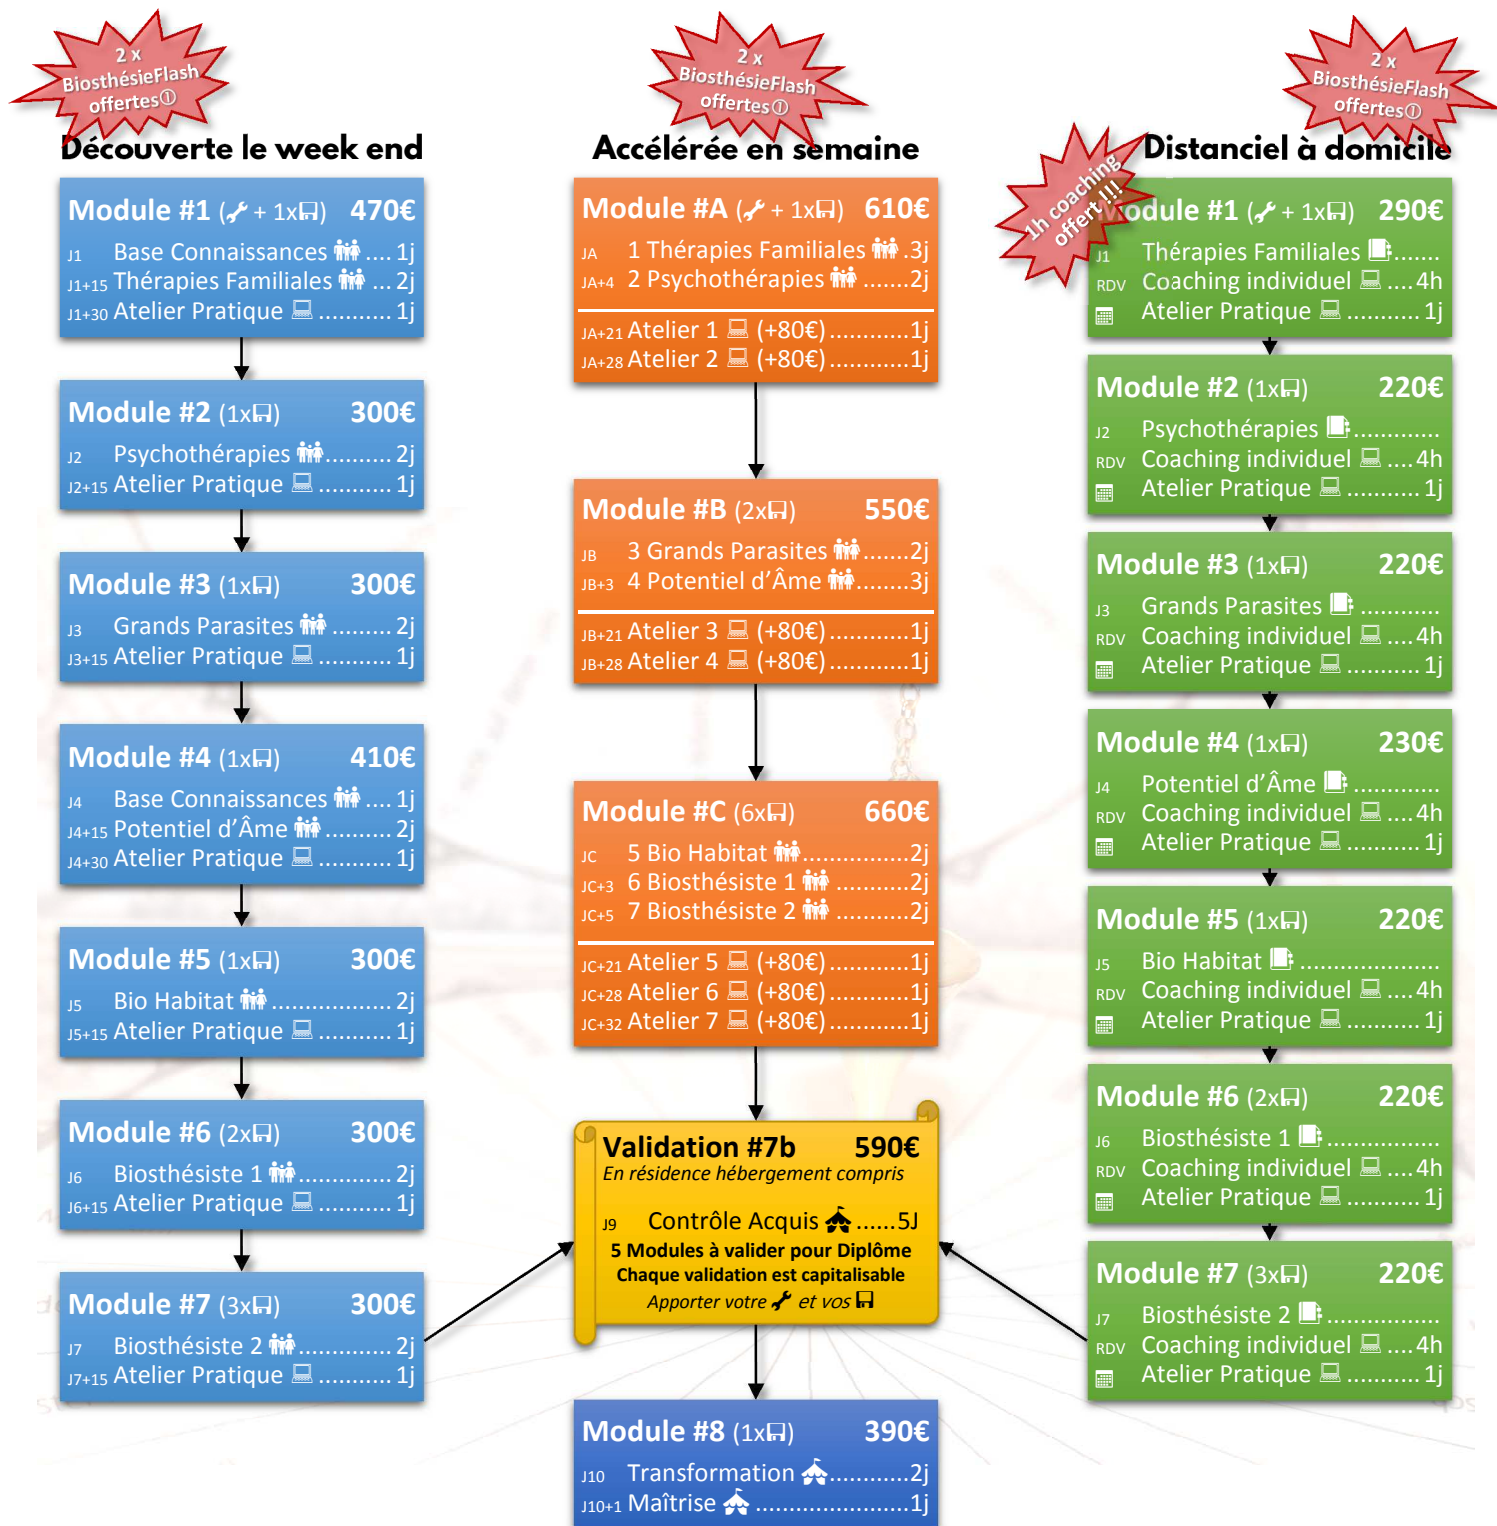 2 x
BiosthésieFlash
offertes①
Découverte le week end
Module #1 (🔧 + 1x💾) 470€
J1 Base Connaissances 👪 .... 1j
J1+15 Thérapies Familiales 👪 ... 2j
J1+30 Atelier Pratique 💻 ........... 1j
Module #2 (1x💾) 300€
J2 Psychothérapies 👪.......... 2j
J2+15 Atelier Pratique 💻 ........... 1j
Module #3 (1x💾) 300€
J3 Grands Parasites 👪 ......... 2j
J3+15 Atelier Pratique 💻 ........... 1j
Module #4 (1x💾) 410€
J4 Base Connaissances 👪 .... 1j
J4+15 Potentiel d’Âme 👪 .......... 2j
J4+30 Atelier Pratique 💻 ........... 1j
Module #5 (1x💾) 300€
J5 Bio Habitat 👪 ................. 2j
J5+15 Atelier Pratique 💻 ........... 1j
Module #6 (2x💾) 300€
J6 Biosthésiste 1 👪.............. 2j
J6+15 Atelier Pratique 💻 ........... 1j
Module #7 (3x💾) 300€
J7 Biosthésiste 2 👪.............. 2j
J7+15 Atelier Pratique 💻 ........... 1j
2 x
BiosthésieFlash
offertes①
Accélérée en semaine
Module #A (🔧 + 1x💾) 610€
JA 1 Thérapies Familiales 👪 .3j
JA+4 2 Psychothérapies 👪 .......2j
JA+21 Atelier 1 💻 (+80€)............1j
JA+28 Atelier 2 💻 (+80€)............1j
Module #B (2x💾) 550€
JB 3 Grands Parasites 👪.......2j
JB+3 4 Potentiel d’Âme 👪........3j
JB+21 Atelier 3 💻 (+80€)............1j
JB+28 Atelier 4 💻 (+80€)............1j
Module #C (6x💾) 660€
JC 5 Bio Habitat 👪...............2j
JC+3 6 Biosthésiste 1 👪 ............2j
JC+5 7 Biosthésiste 2 👪 ............2j
JC+21 Atelier 5 💻 (+80€)............1j
JC+28 Atelier 6 💻 (+80€)............1j
JC+32 Atelier 7 💻 (+80€)............1j
Validation #7b 590€
En résidence hébergement compris
J9 Contrôle Acquis 🎪......5J
5 Modules à valider pour Diplôme
Chaque validation est capitalisable
Apporter votre 🔧 et vos 💾
Module #8 (1x💾) 390€
J10 Transformation 🎪...........2j
J10+1 Maîtrise 🎪 ......................1j
2 x
BiosthésieFlash
offertes①
1h coaching
offert !!!
Distanciel à domicile
Module #1 (🔧 + 1x💾) 290€
J1 Thérapies Familiales 📓.......
RDV Coaching individuel 💻 ....4h
📅 Atelier Pratique 💻 ........... 1j
Module #2 (1x💾) 220€
J2 Psychothérapies 📓.............
RDV Coaching individuel 💻 ....4h
📅 Atelier Pratique 💻 ........... 1j
Module #3 (1x💾) 220€
J3 Grands Parasites 📓 ............
RDV Coaching individuel 💻 ....4h
📅 Atelier Pratique 💻 ........... 1j
Module #4 (1x💾) 230€
J4 Potentiel d’Âme 📓 .............
RDV Coaching individuel 💻 ....4h
📅 Atelier Pratique 💻 ........... 1j
Module #5 (1x💾) 220€
J5 Bio Habitat 📓 ....................
RDV Coaching individuel 💻 ....4h
📅 Atelier Pratique 💻 ........... 1j
Module #6 (2x💾) 220€
J6 Biosthésiste 1 📓 .................
RDV Coaching individuel 💻 ....4h
📅 Atelier Pratique 💻 ........... 1j
Module #7 (3x💾) 220€
J7 Biosthésiste 2 📓 .................
RDV Coaching individuel 💻 ....4h
📅 Atelier Pratique 💻 ........... 1j